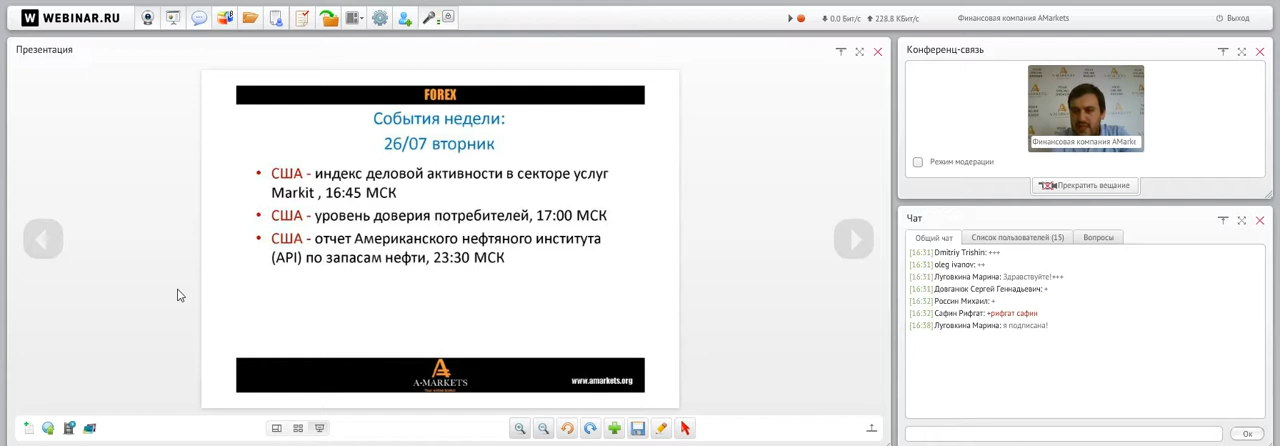 WEBINAR.RU
0.0 Бит/с
228.8 КБит/с
Финансовая компания AMarkets
Выход
Презентация
FOREX
События недели:
26/07 вторник
• США - индекс деловой активности в секторе услуг
Markit , 16:45 МСК
• США - уровень доверия потребителей, 17:00 МСК
• США - отчет Американского нефтяного института
(API) по запасам нефти, 23:30 МСК
A-MARKETS
www.amarkets.org
Конференц-связь
Финансовая компания AMarke
Режим модерации
Прекратить вещание
Чат
Общий чат
Список пользователей (15)
Вопросы
[16:31] Dmitriy Trishin: +++
[16:31] oleg ivanov: ++
[16:31] Луговкина Марина: Здравствуйте!+++
[16:31] Довганюк Сергей Геннадьевич: +
[16:32] Россин Михаил: +
[16:32] Сафин Рифгат: +рифгат сафин
[16:38] Луговкина Марина: я подписана!
Ок